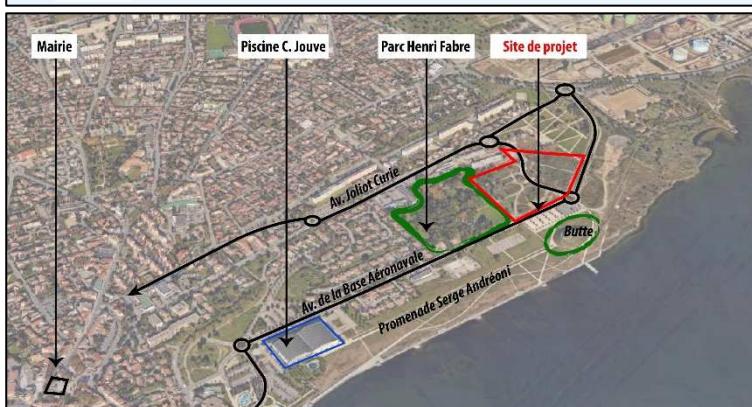 Mairie
Piscine C. Jouve
Parc Henri Fabre
Site de projet
Av. Joliot Curie
Butte
Av. de la Base Aéronavale
Promenade Serge Andréoni